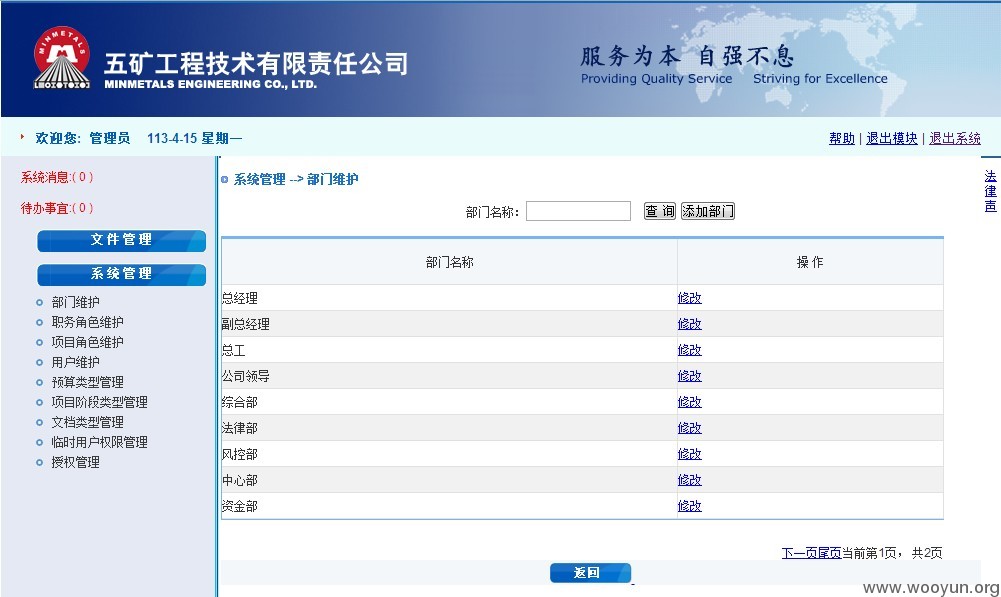 MINMETALS
五矿工程技术有限责任公司
MINMETALS ENGINEERING CO., LTD.
服务为本 自强不息
Providing Quality Service Striving for Excellence
欢迎您: 管理员 113-4-15 星期一
帮助 | 退出模块 | 退出系统
系统消息:( 0 )
待办事宜:( 0 )
文件管理
系统管理
部门维护
职务角色维护
项目角色维护
用户维护
预算类型管理
项目阶段类型管理
文档类型管理
临时用户权限管理
授权管理
系统管理 --> 部门维护
部门名称: 查 询 添加部门
部门名称 操 作
总经理 修改
副总经理 修改
总工 修改
公司领导 修改
综合部 修改
法律部 修改
风控部 修改
中心部 修改
资金部 修改
下一页尾页当前第1页, 共2页
返回
法
律
声
www.wooyun.org